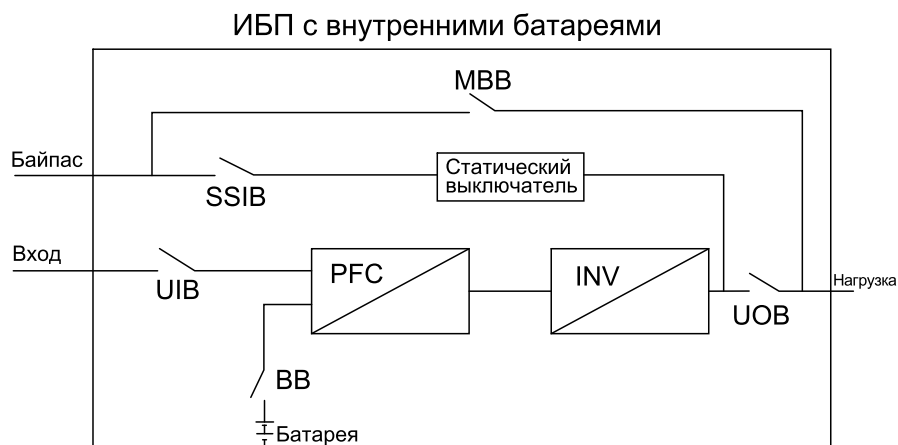 ИБП с внутренними батареями
MBB
Байпас
Статический
выключатель
SSIB
Вход
UIB
PFC
INV
Нагрузка
UOB
BB
Батарея